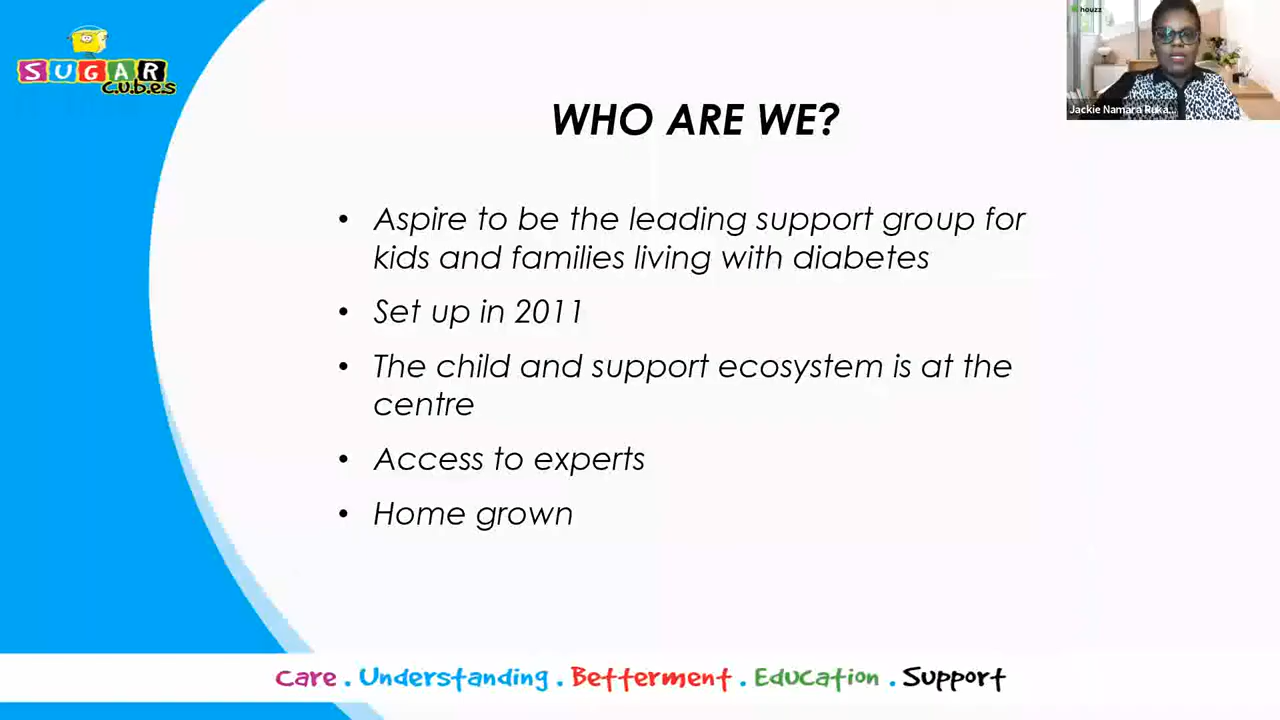 SUGAR
c.u.b.e.s
houzz
Jackie Namara Ruka...
WHO ARE WE?
• Aspire to be the leading support group for
kids and families living with diabetes
• Set up in 2011
• The child and support ecosystem is at the
centre
• Access to experts
• Home grown
Care . Understanding . Betterment . Education . Support